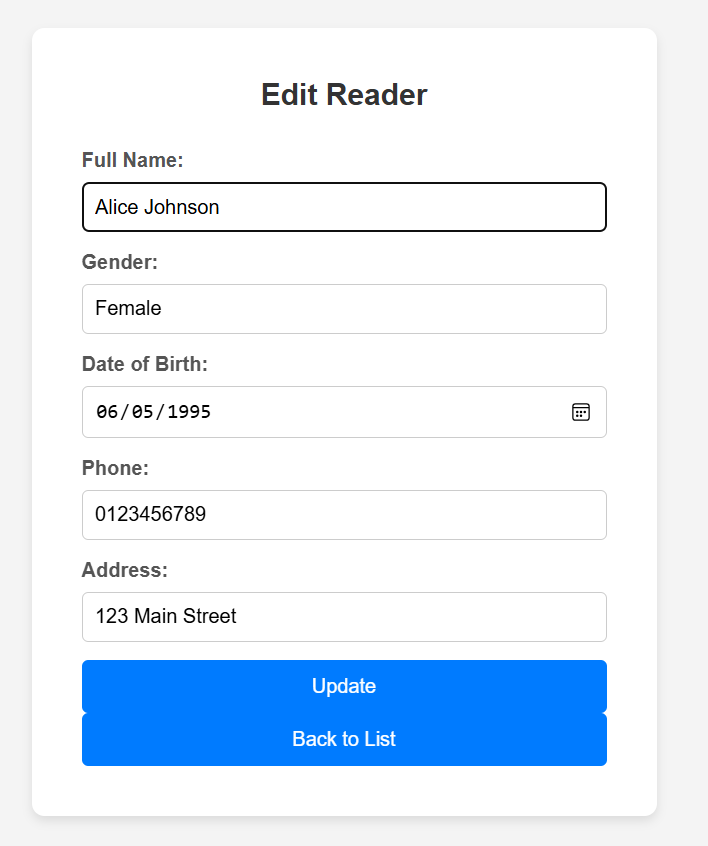 Edit Reader
Full Name:
Alice Johnson
Gender:
Female
Date of Birth:
06/05/1995
Phone:
0123456789
Address:
123 Main Street
Update
Back to List